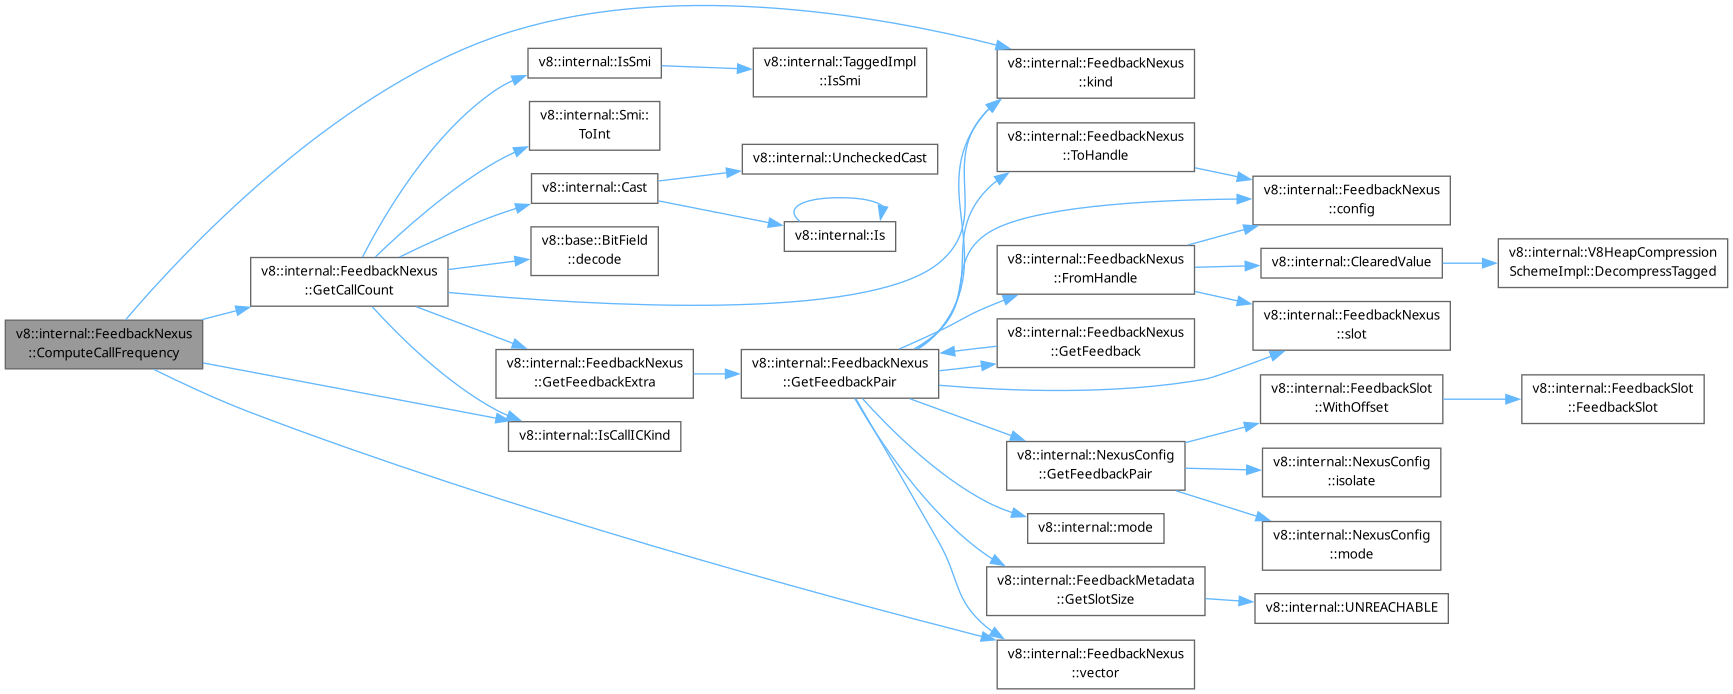 v8::internal::FeedbackNexus
::ComputeCallFrequency
v8::internal::FeedbackNexus
::GetCallCount
v8::internal::IsSmi
v8::internal::TaggedImpl
::IsSmi
v8::internal::Smi::
ToInt
v8::internal::Cast
v8::internal::UncheckedCast
v8::internal::Is
v8::base::BitField
::decode
v8::internal::FeedbackNexus
::GetFeedbackExtra
v8::internal::IsCallICKind
v8::internal::FeedbackNexus
::GetFeedbackPair
v8::internal::FeedbackNexus
::kind
v8::internal::FeedbackNexus
::ToHandle
v8::internal::FeedbackNexus
::config
v8::internal::FeedbackNexus
::FromHandle
v8::internal::ClearedValue
v8::internal::V8HeapCompression
SchemeImpl::DecompressTagged
v8::internal::FeedbackNexus
::slot
v8::internal::FeedbackNexus
::GetFeedback
v8::internal::NexusConfig
::GetFeedbackPair
v8::internal::FeedbackSlot
::WithOffset
v8::internal::FeedbackSlot
::FeedbackSlot
v8::internal::NexusConfig
::isolate
v8::internal::NexusConfig
::mode
v8::internal::mode
v8::internal::FeedbackMetadata
::GetSlotSize
v8::internal::UNREACHABLE
v8::internal::FeedbackNexus
::vector